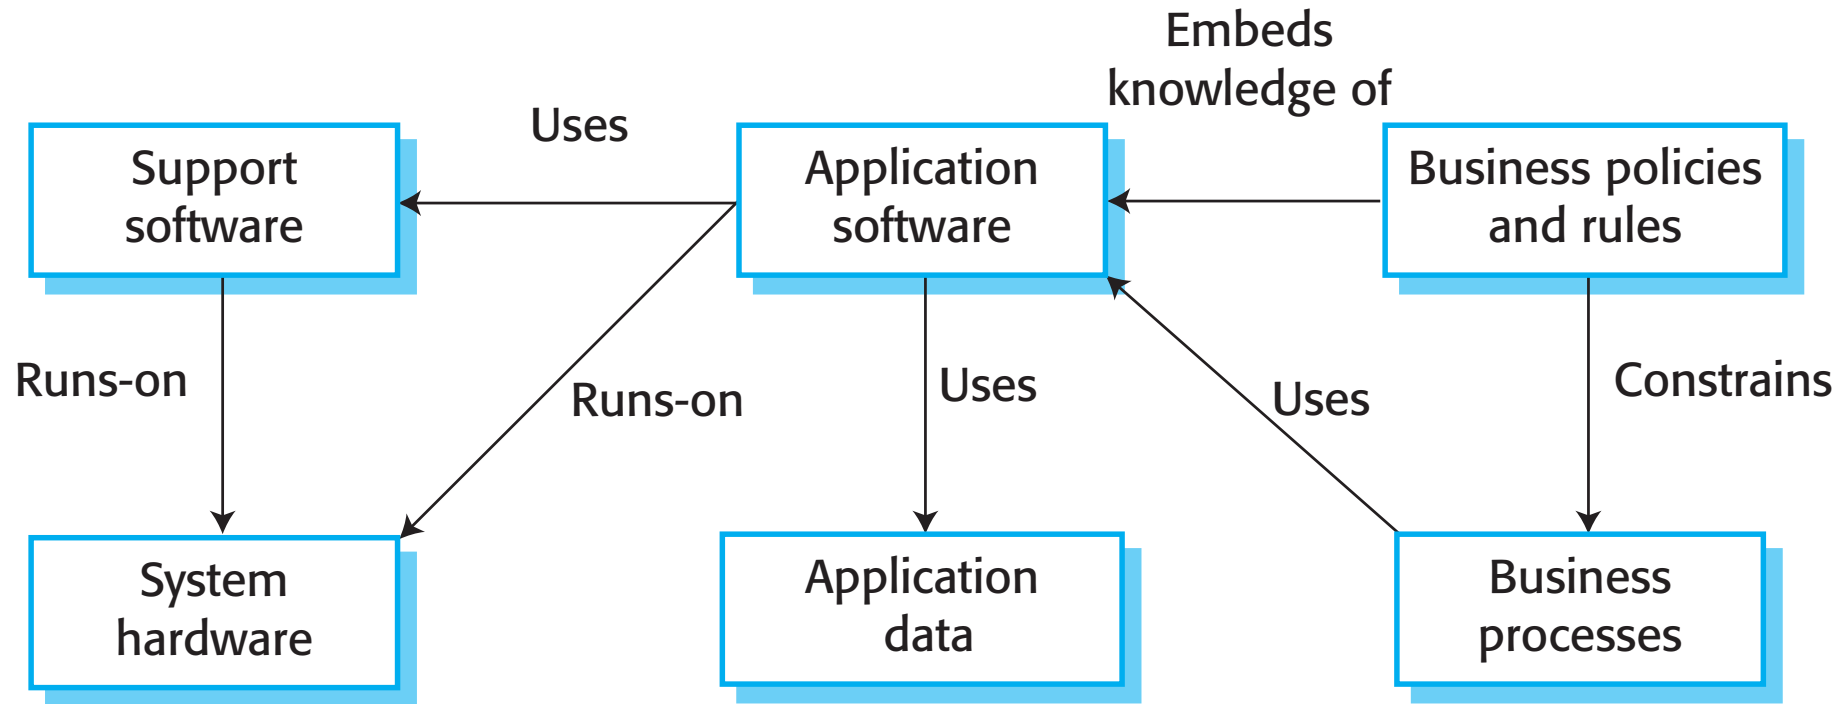 Embeds
knowledge of
Uses
Support
software
Application
software
Business policies
and rules
Runs-on
Runs-on
Uses
Uses
Constrains
System
hardware
Application
data
Business
processes